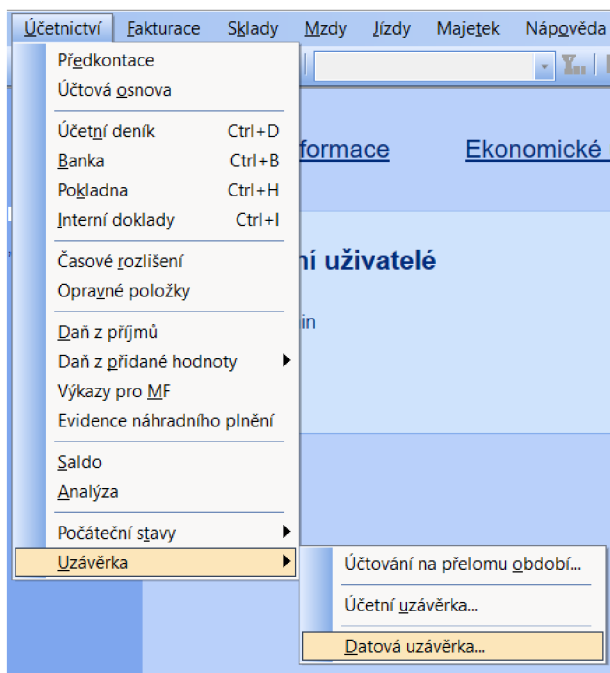 Účetnictví Fakturace Sklady Mzdy Jízdy Majetek Nápověda
Předkontace
Účtová osnova
Účetní deník Ctrl+D
Banka Ctrl+B
Pokladna Ctrl+H
Interní doklady Ctrl+I
Časové rozlišení
Opravné položky
Daň z příjmů
Daň z přidané hodnoty
Výkazy pro MF
Evidence náhradního plnění
Saldo
Analýza
Počáteční stavy
Uzávěrka
Účtování na přelomu období...
Účetní uzávěrka...
Datová uzávěrka...
formace Ekonomické
ní uživatelé
in